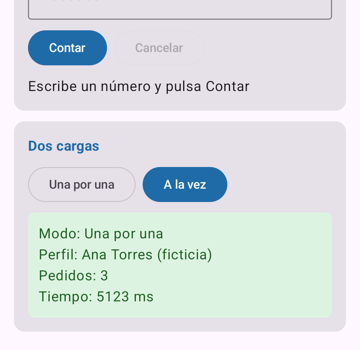 Contar
Cancelar
Escribe un número y pulsa Contar
Dos cargas
Una por una
A la vez
Modo: Una por una
Perfil: Ana Torres (ficticia)
Pedidos: 3
Tiempo: 5123 ms